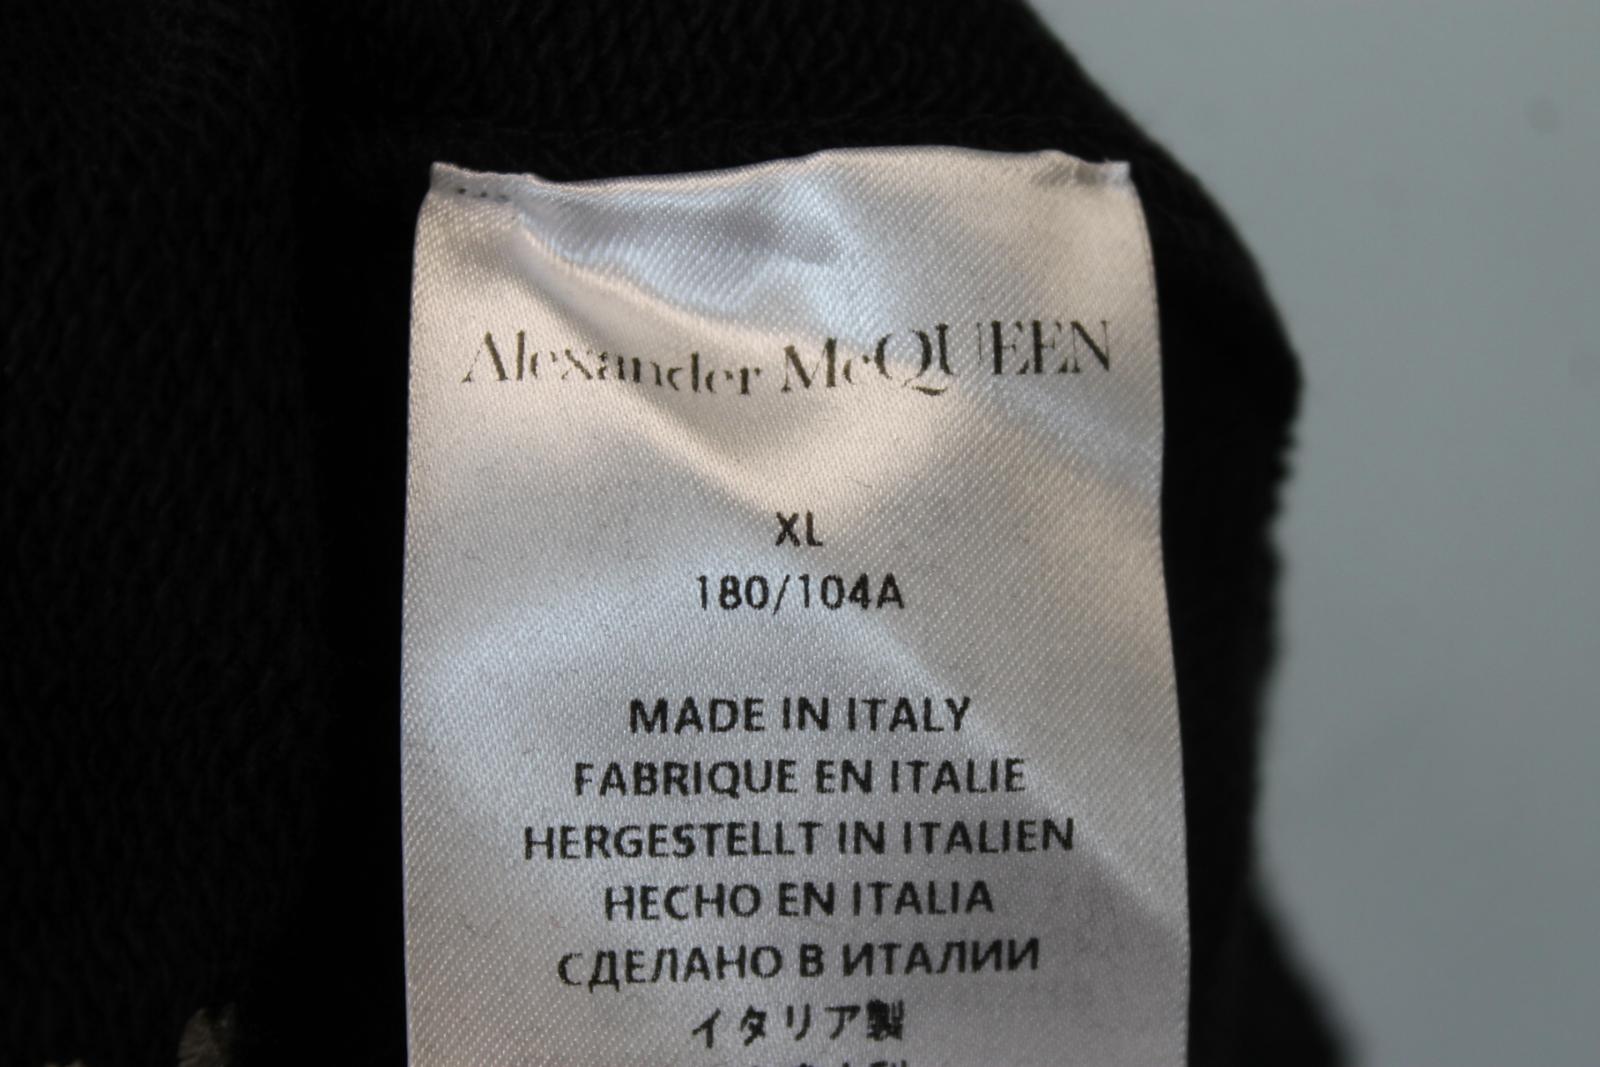 Alexander McQUEEN
XL
180/104A
MADE IN ITALY
FABRIQUE EN ITALIE
HERGESTELLT IN ITALIEN
HECHO EN ITALIA
СДЕЛАНО В ИТАЛИИ
イタリア製